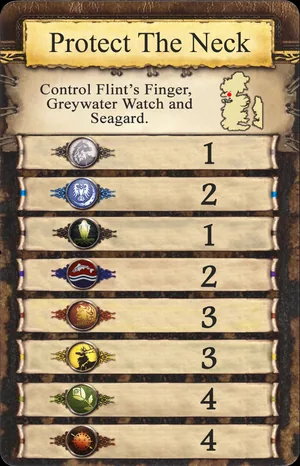 Protect The Neck
Control Flint's Finger,
Greywater Watch and
Seagard.
1
2
1
2
3
3
4
4